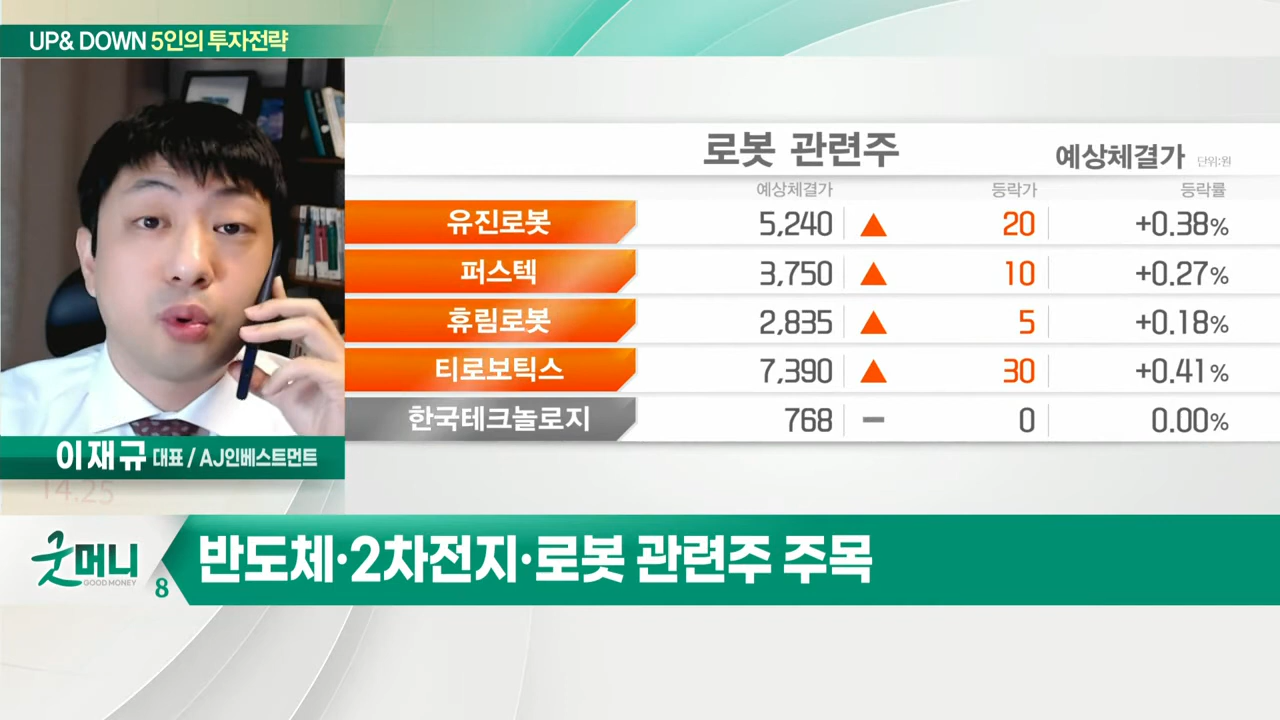 UP& DOWN 5인의 투자전략
로봇 관련주
예상체결가 단위:원
예상체결가 등락가 등락률
유진로봇 5,240 ▲ 20 +0.38%
퍼스텍 3,750 ▲ 10 +0.27%
휴림로봇 2,835 ▲ 5 +0.18%
티로보틱스 7,390 ▲ 30 +0.41%
한국테크놀로지 768 - 0 0.00%
이재규 대표 / AJ인베스트먼트
14.25
굿머니
GOOD MONEY
8
반도체·2차전지·로봇 관련주 주목